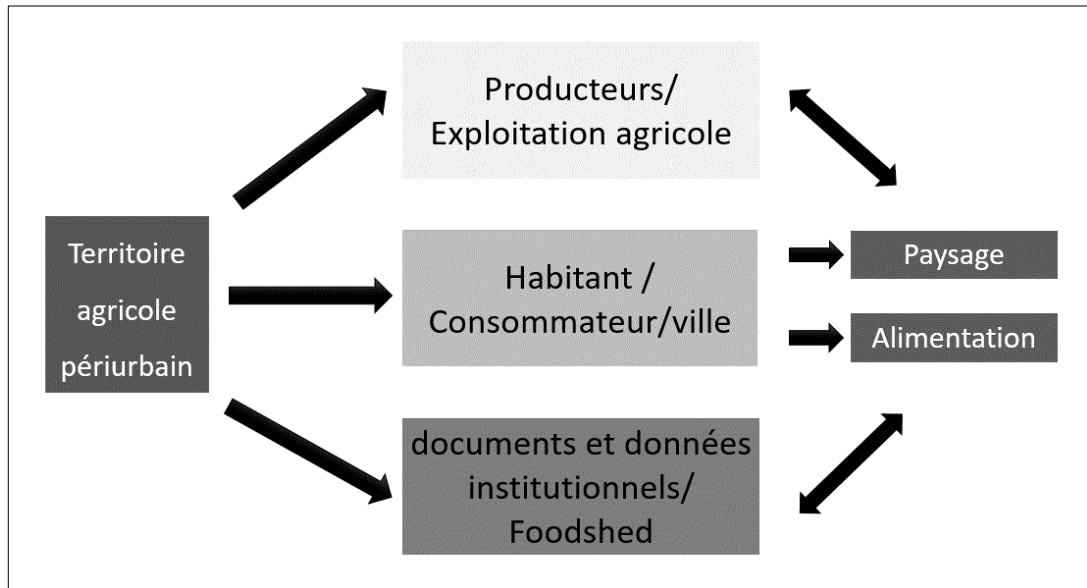 Territoire
agricole
périurbain
Producteurs/
Exploitation agricole
Habitant /
Consommateur/ville
documents et données
institutionnels/
Foodshed
Paysage
Alimentation